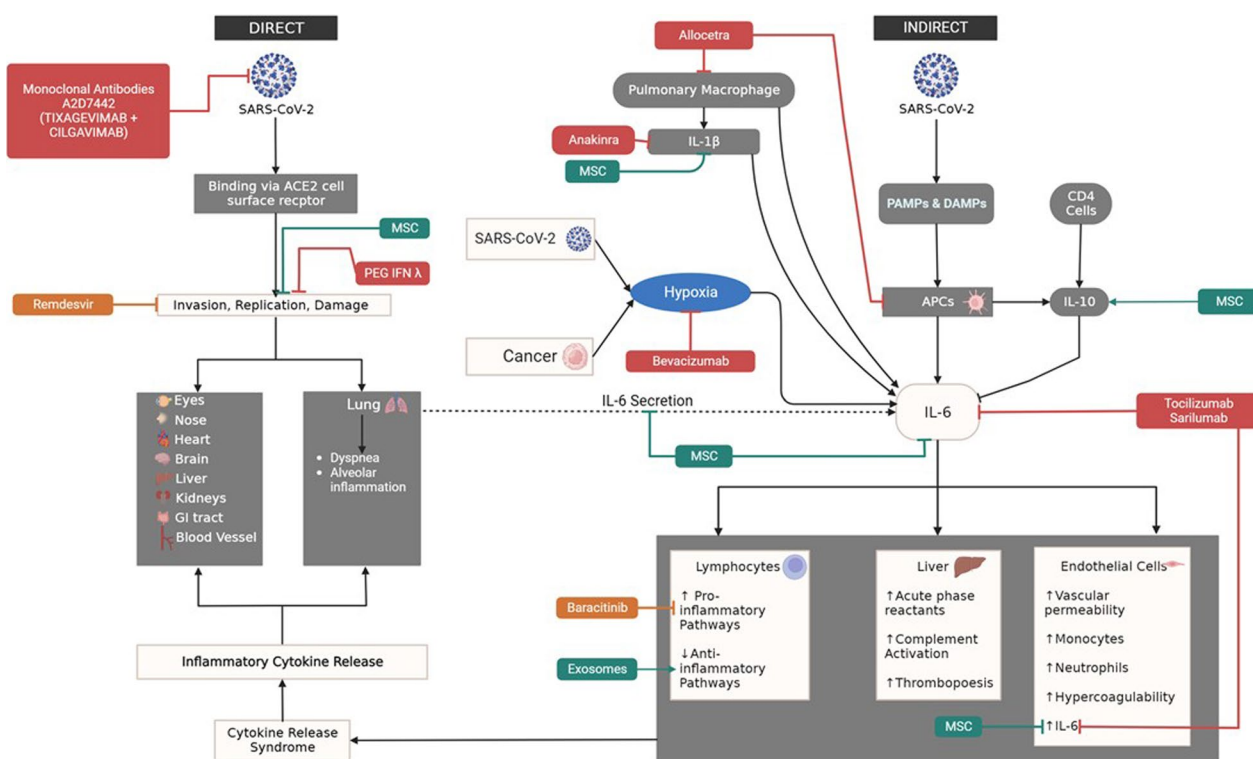 DIRECT
SARS-CoV-2
Monoclonal Antibodies
A2D7442
(TIXAGEVIMAB +
CILGAVIMAB)
Binding via ACE2 cell
surface recptor
MSC
PEG IFN λ
Remdesvir
Invasion, Replication, Damage
Eyes
Nose
Heart
Brain
Liver
Kidneys
GI tract
Blood Vessel
Lung
• Dyspnea
• Alveolar
inflammation
Inflammatory Cytokine Release
Cytokine Release
Syndrome
Allocetra
Pulmonary Macrophage
Anakinra
IL-1β
MSC
SARS-CoV-2
Hypoxia
Cancer
Bevacizumab
IL-6 Secretion
MSC
INDIRECT
SARS-CoV-2
PAMPs & DAMPs
CD4
Cells
APCs
IL-10
MSC
IL-6
Tocilizumab
Sarilumab
Lymphocytes
↑ Pro-
inflammatory
Pathways
↓Anti-
inflammatory
Pathways
Baracitinib
Exosomes
Liver
↑Acute phase
reactants
↑Complement
Activation
↑Thrombopoesis
Endothelial Cells
↑Vascular
permeability
↑Monocytes
↑Neutrophils
↑Hypercoagulability
↑IL-6
MSC